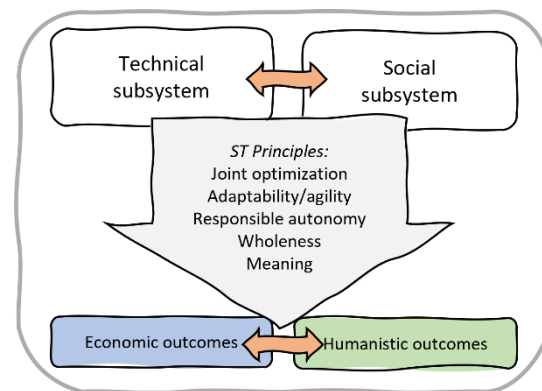 Technical
subsystem
Social
subsystem
ST Principles:
Joint optimization
Adaptability/agility
Responsible autonomy
Wholeness
Meaning
Economic outcomes
Humanistic outcomes